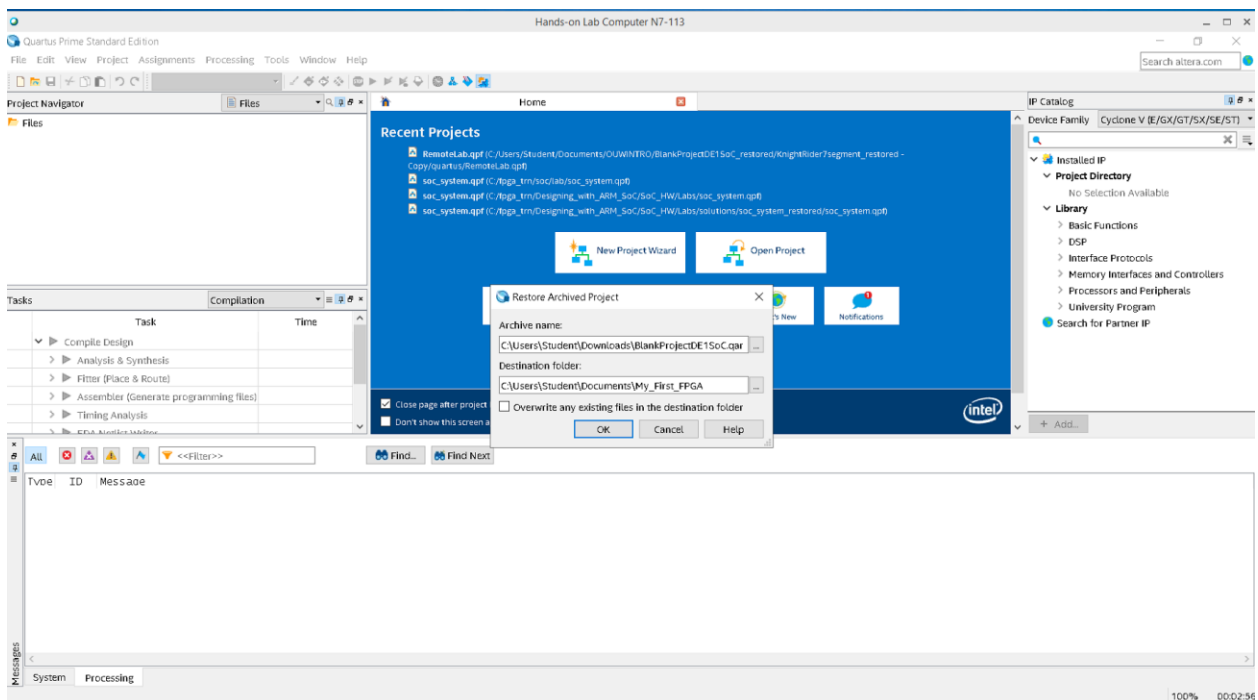 Hands-on Lab Computer N7-113
Quartus Prime Standard Edition
File Edit View Project Assignments Processing Tools Window Help
Search altera.com
Project Navigator Files
Files
Home
Recent Projects
RemoteLab.qpf (C:/Users/Student/Documents/OUWINTRO/BlankProjectDE1SoC_restored/KnightRider7segment_restored - Copy/quartus/RemoteLab.qpf)
soc_system.qpf (C:/fpga_trn/soc/lab/soc_system.qpf)
soc_system.qpf (C:/fpga_trn/Designing_with_ARM_SoC/SoC_HW/Labs/soc_system.qpf)
soc_system.qpf (C:/fpga_trn/Designing_with_ARM_SoC/SoC_HW/Labs/solutions/soc_system_restored/soc_system.qpf)
New Project Wizard
Open Project
's New
Notifications
Close page after project
Don't show this screen a
intel
Restore Archived Project
Archive name:
C:\Users\Student\Downloads\BlankProjectDE1SoC.qar
...
Destination folder:
C:\Users\Student\Documents\My_First_FPGA
...
Overwrite any existing files in the destination folder
OK Cancel Help
IP Catalog
Device Family Cyclone V (E/GX/GT/SX/SE/ST)
Installed IP
Project Directory
No Selection Available
Library
Basic Functions
DSP
Interface Protocols
Memory Interfaces and Controllers
Processors and Peripherals
University Program
Search for Partner IP
+ Add...
Tasks Compilation
Task Time
Compile Design
Analysis & Synthesis
Fitter (Place & Route)
Assembler (Generate programming files)
Timing Analysis
EDA Netlist Writer
All <<Filter>> Find... Find Next
Type ID Message
Messages
System Processing
100% 00:02:56